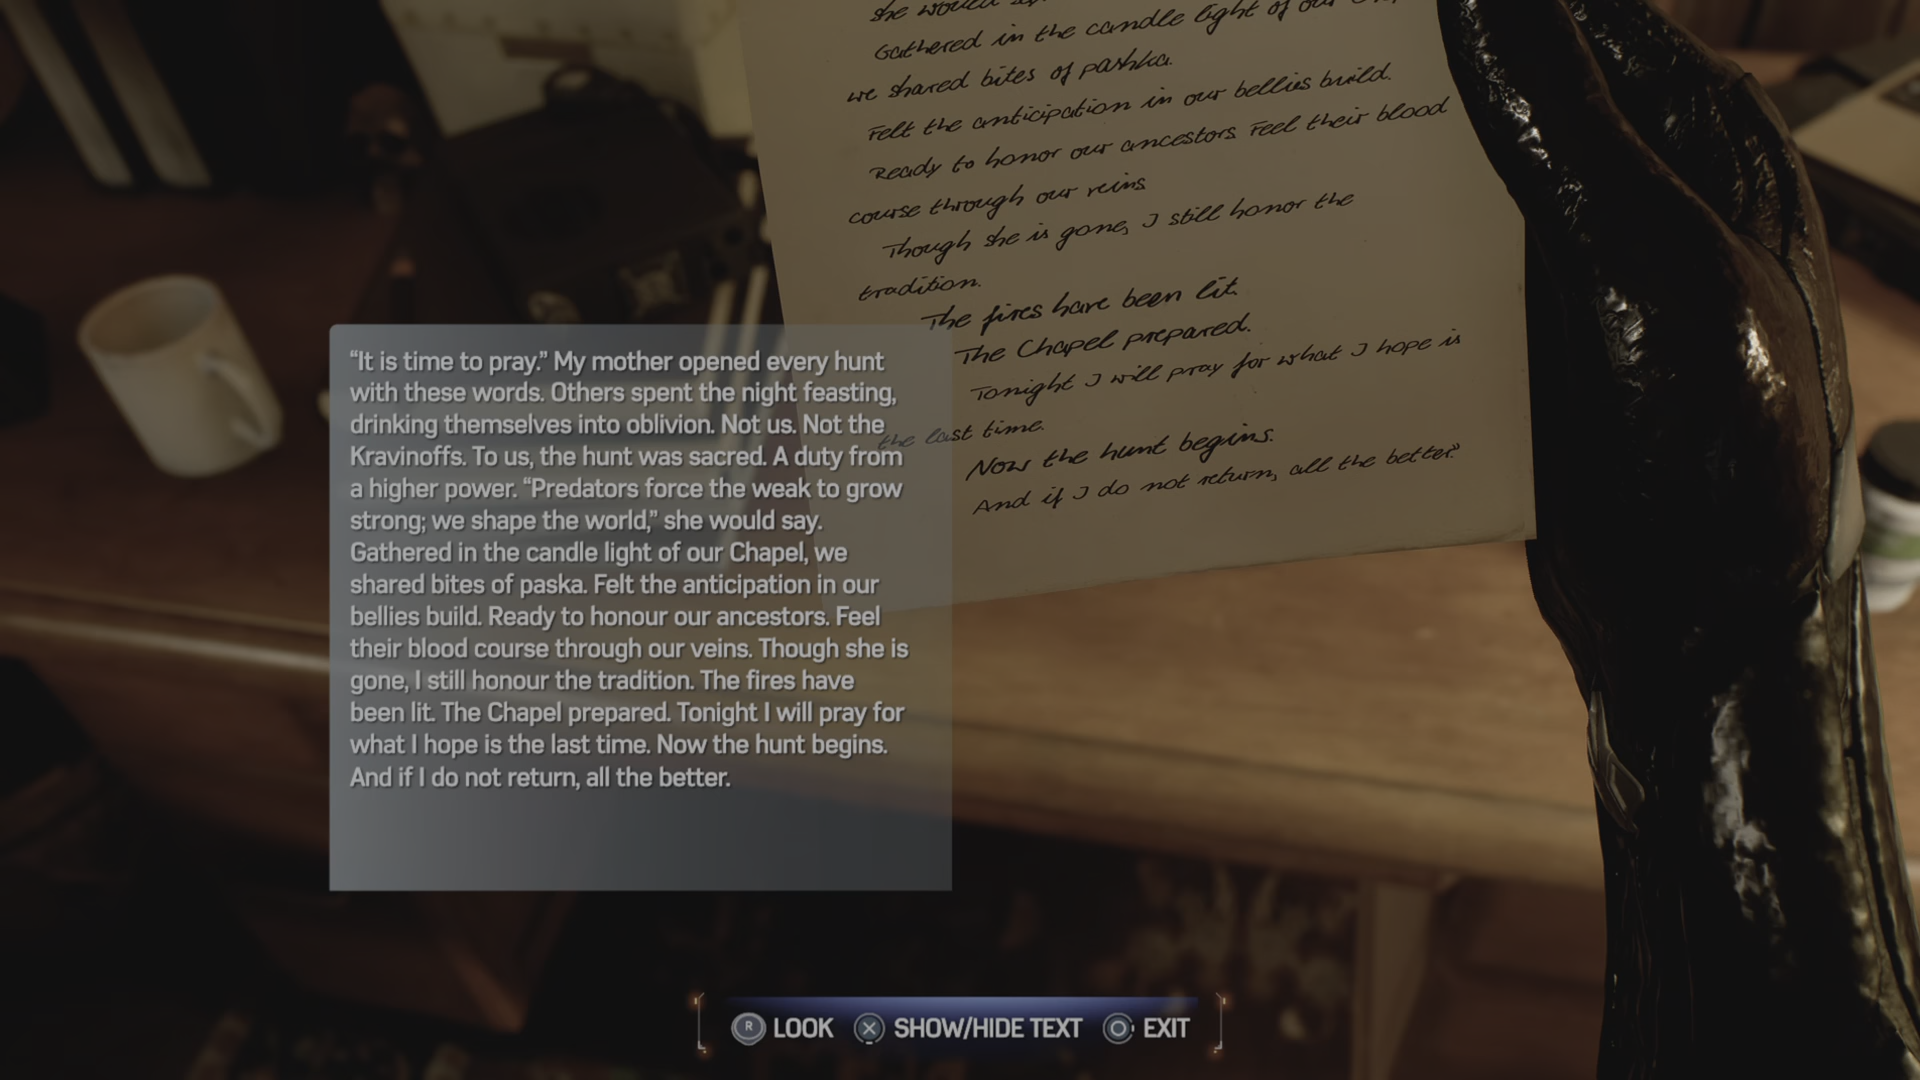 she would
Gathered in the candle light of our
we shared bites of pashka.
Felt the anticipation in our bellies build.
Ready to honor our ancestors. Feel their blood
course through our veins.
Though she is gone, I still honor the
tradition.
The fires have been lit.
The Chapel prepared.
Tonight I will pray for what I hope is
the last time.
Now the hunt begins.
And if I do not return, all the better."
“It is time to pray.” My mother opened every hunt
with these words. Others spent the night feasting,
drinking themselves into oblivion. Not us. Not the
Kravinoffs. To us, the hunt was sacred. A duty from
a higher power. “Predators force the weak to grow
strong; we shape the world,” she would say.
Gathered in the candle light of our Chapel, we
shared bites of paska. Felt the anticipation in our
bellies build. Ready to honour our ancestors. Feel
their blood course through our veins. Though she is
gone, I still honour the tradition. The fires have
been lit. The Chapel prepared. Tonight I will pray for
what I hope is the last time. Now the hunt begins.
And if I do not return, all the better.
R LOOK SHOW/HIDE TEXT EXIT